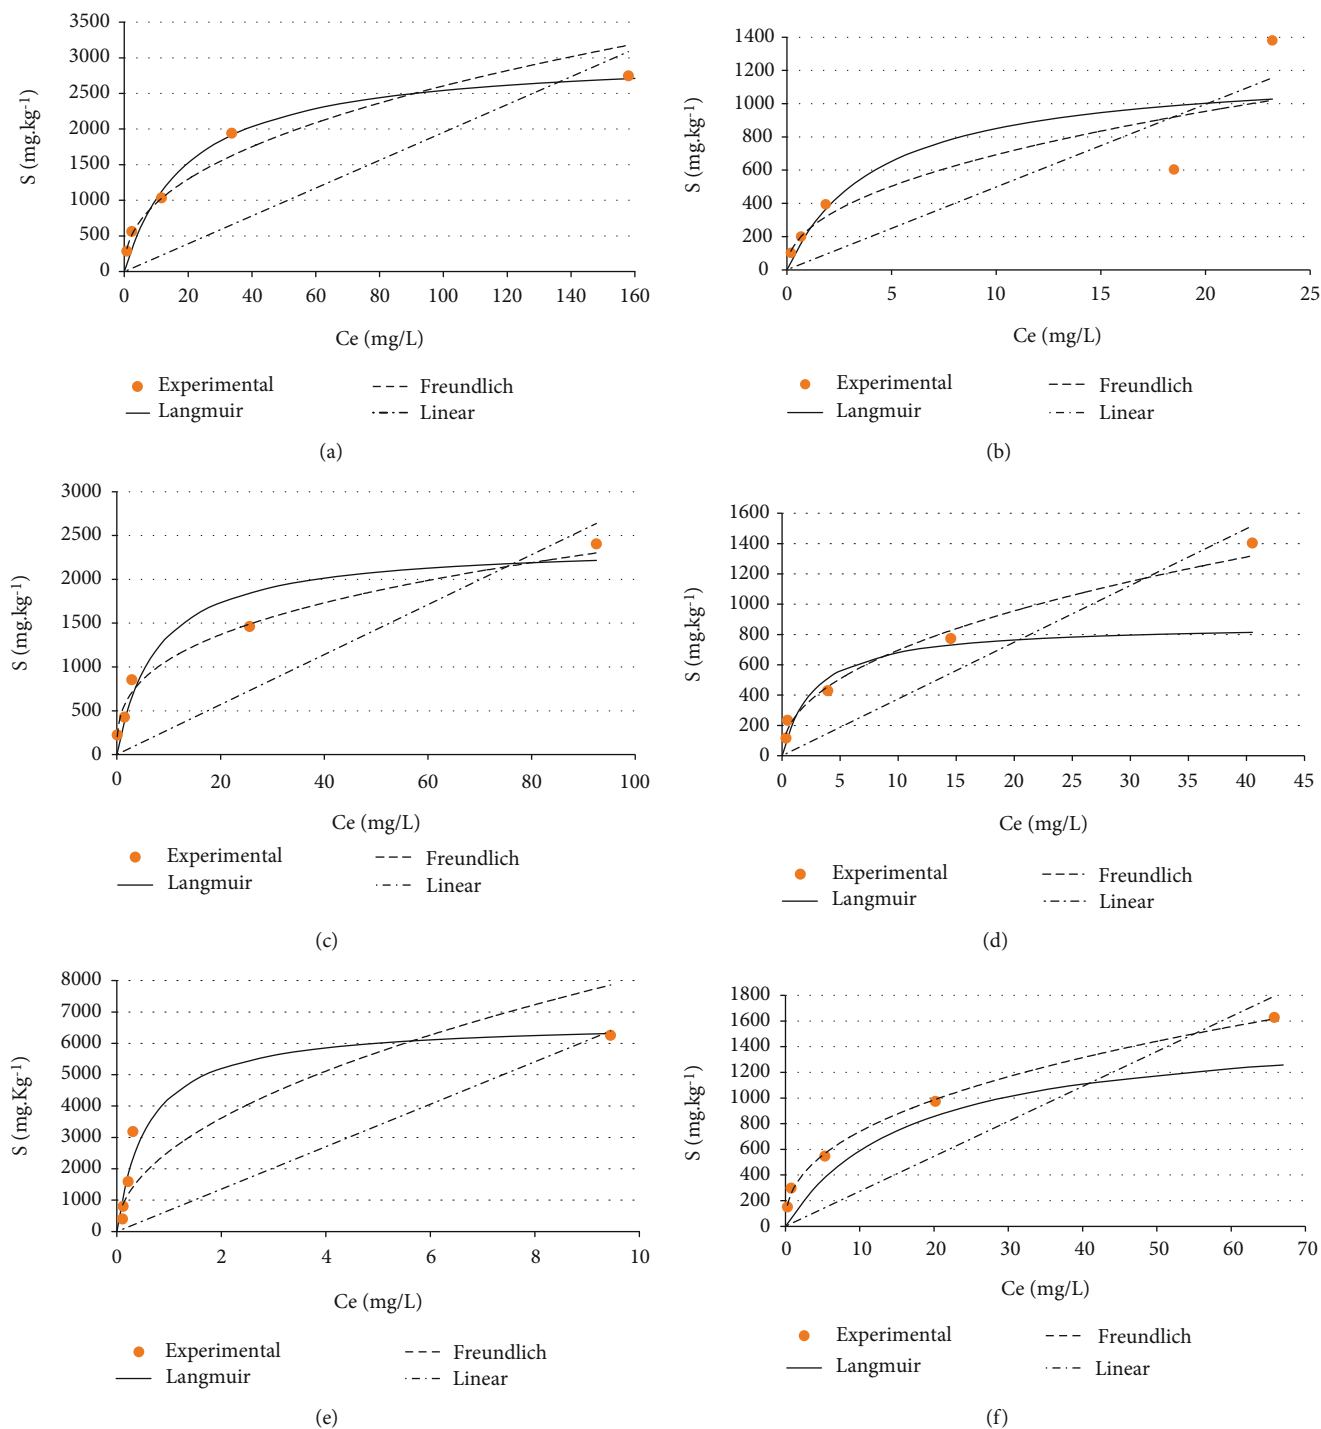 3500
3000
2500
2000
1500
1000
500
0
S (mg.kg-1)
0 20 40 60 80 100 120 140 160
Ce (mg/L)
Experimental Freundlich
Langmuir Linear
(a)
1400
1200
1000
800
600
400
200
0
S (mg.kg-1)
0 5 10 15 20 25
Ce (mg/L)
Experimental Freundlich
Langmuir Linear
(b)
3000
2500
2000
1500
1000
500
0
S (mg.kg-1)
0 20 40 60 80 100
Ce (mg/L)
Experimental Freundlich
Langmuir Linear
(c)
1600
1400
1200
1000
800
600
400
200
0
S (mg.kg-1)
0 5 10 15 20 25 30 35 40 45
Ce (mg/L)
Experimental Freundlich
Langmuir Linear
(d)
8000
7000
6000
5000
4000
3000
2000
1000
0
S (mg.Kg-1)
0 2 4 6 8 10
Ce (mg/L)
Experimental Freundlich
Langmuir Linear
(e)
1800
1600
1400
1200
1000
800
600
400
200
0
S (mg.kg-1)
0 10 20 30 40 50 60 70
Ce (mg/L)
Experimental Freundlich
Langmuir Linear
(f)